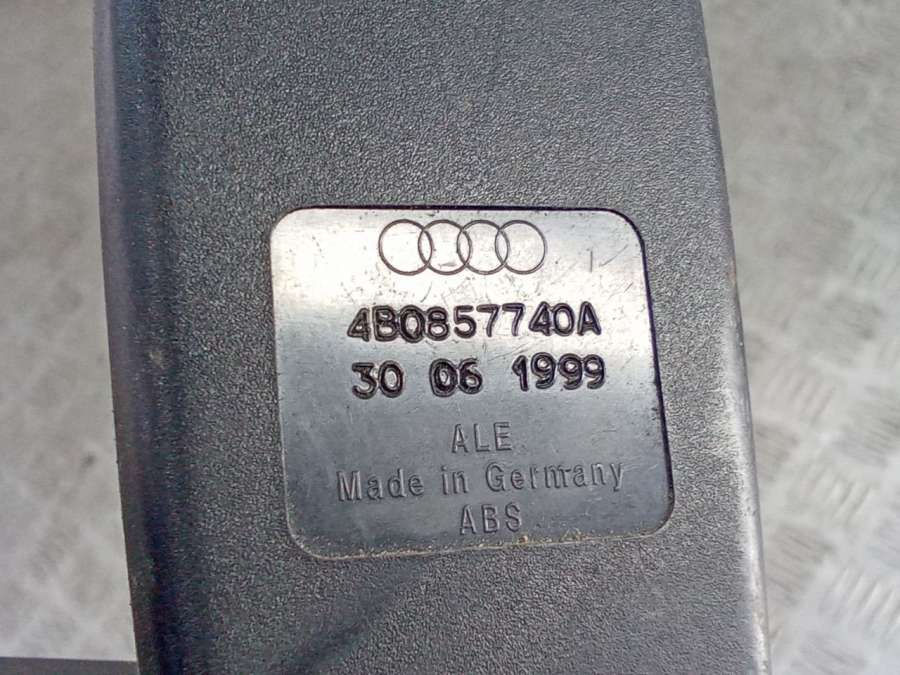 4B0857740A
30 06 1999
ALE
Made in Germany
ABS